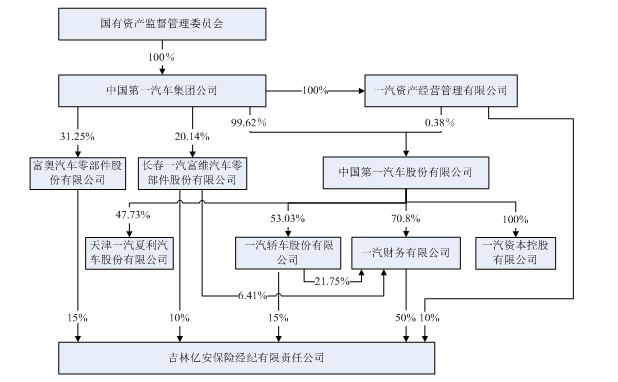 国有资产监督管理委员会
100%
中国第一汽车集团公司
100%
一汽资产经营管理有限公司
31.25%
20.14%
99.62%
0.38%
富奥汽车零部件股
份有限公司
长春一汽富维汽车零
部件股份有限公司
中国第一汽车股份有限公司
47.73%
53.03%
70.8%
100%
天津一汽夏利汽
车股份有限公司
一汽轿车股份有限
公司
一汽财务有限公司
一汽资本控股
有限公司
21.75%
6.41%
15%
10%
15%
50%
10%
吉林亿安保险经纪有限责任公司